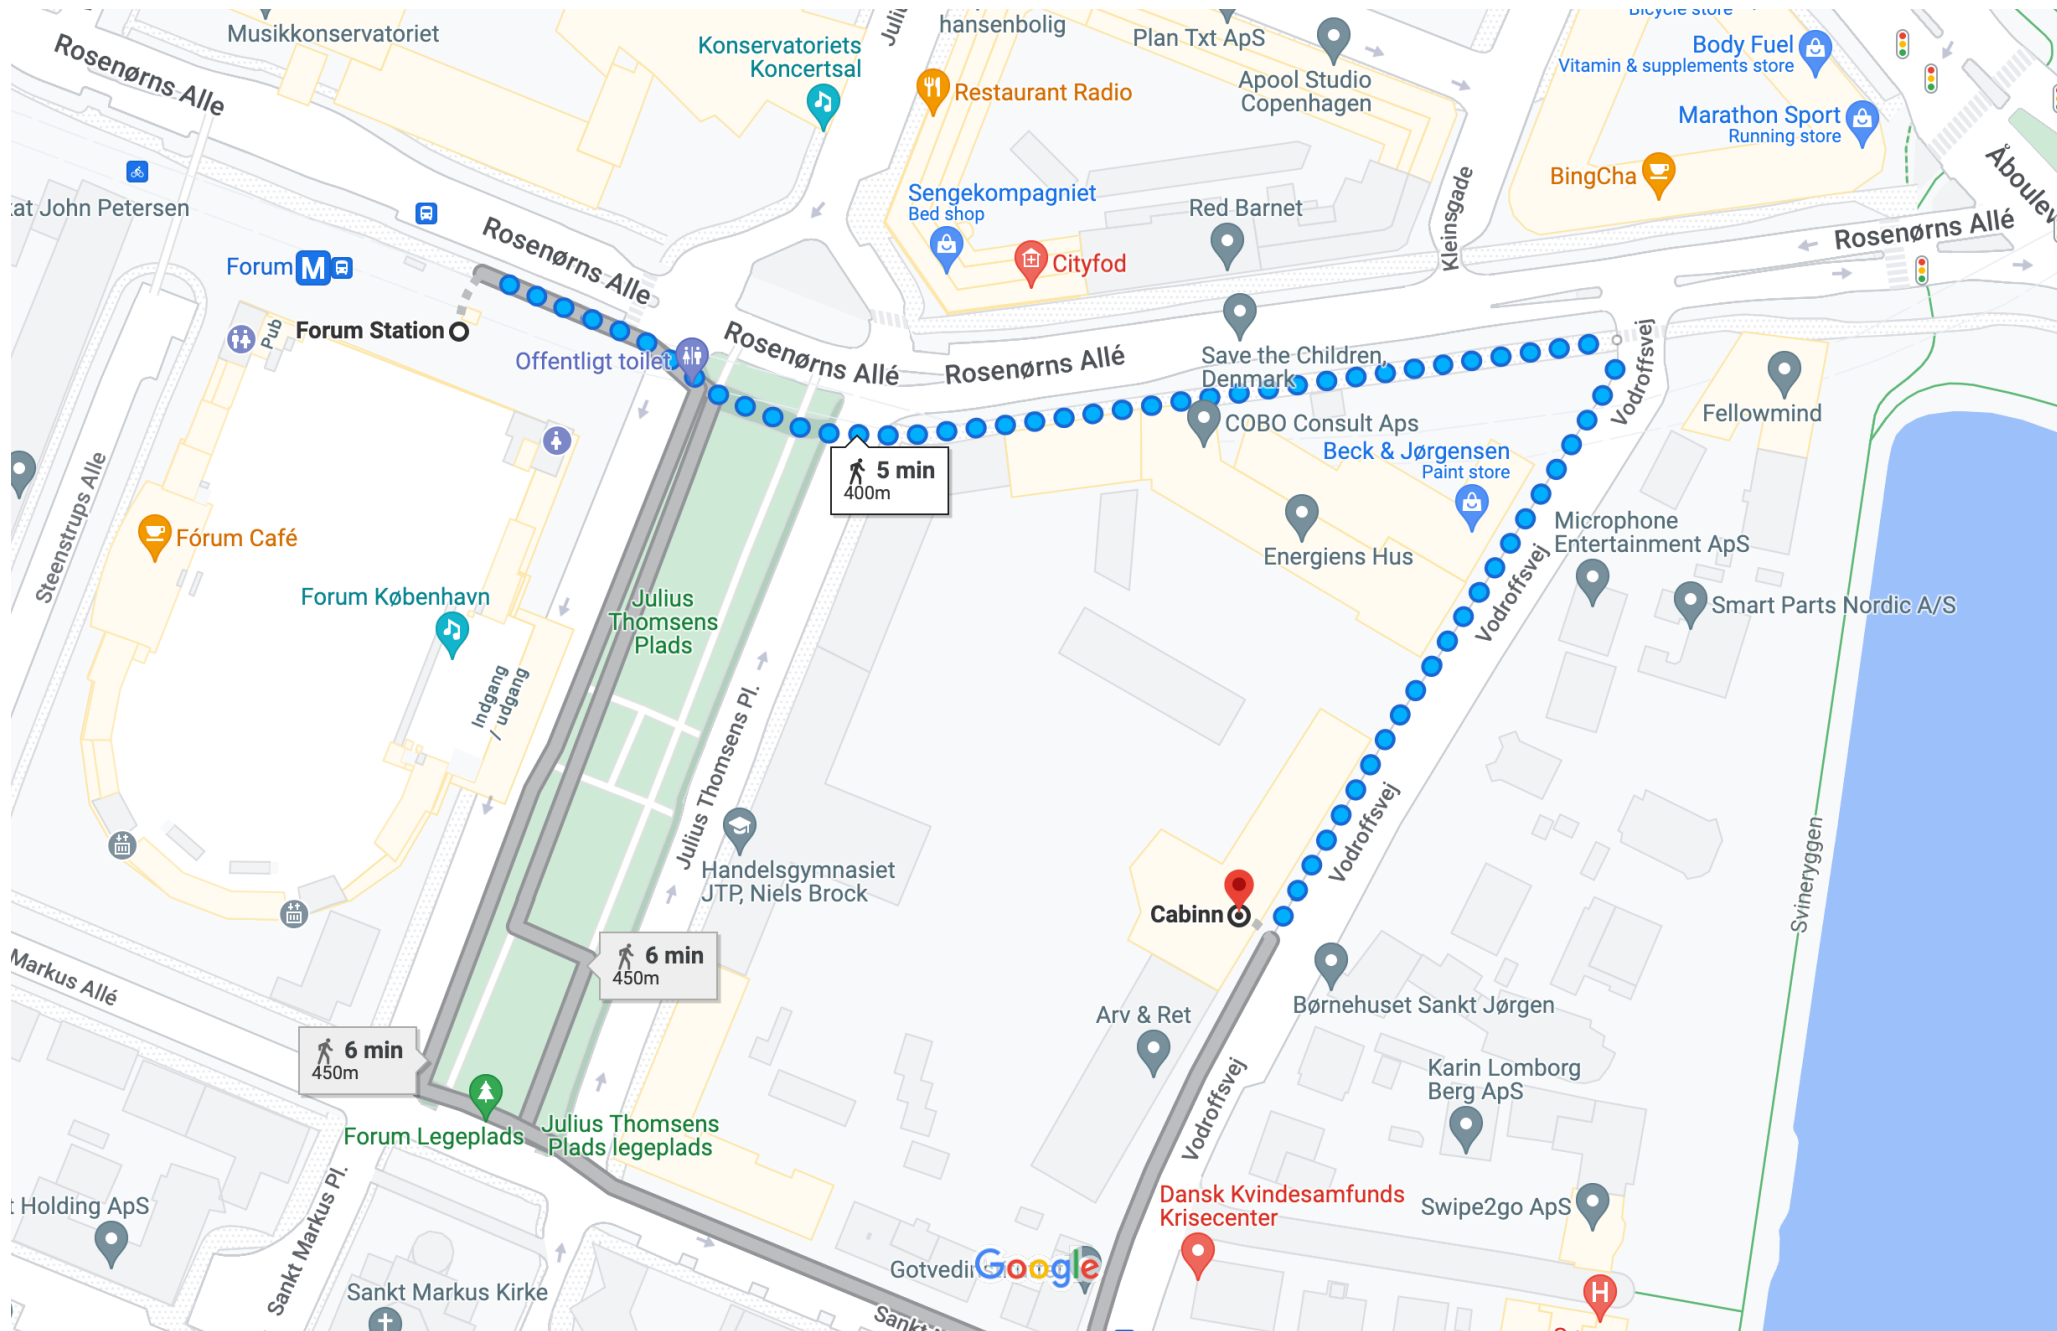 Musikkonservatoriet
hansenbolig
Plan Txt ApS
Bicycle store
Body Fuel
Vitamin & supplements store
Rosenørns Alle
Konservatoriets
Koncertsal
Restaurant Radio
Apool Studio
Copenhagen
Marathon Sport
Running store
BingCha
Kleinsgade
Sengekompagniet
Bed shop
Red Barnet
Cityfod
Rosenørns Allé
John Petersen
Forum M
Rosenørns Alle
Forum Station
Pub
Offentligt toilet
Rosenørns Allé
Rosenørns Allé
Save the Children,
Denmark
Vodroffsvej
Fellowmind
COBO Consult Aps
Beck & Jørgensen
Paint store
5 min
400m
Steenstrups Alle
Fórum Café
Energiens Hus
Microphone
Entertainment ApS
Vodroffsvej
Smart Parts Nordic A/S
Forum København
Julius
Thomsens
Plads
Indgang
/ udgang
Julius Thomsens Pl.
Vodroffsvej
Svineryggen
Handelsgymnasiet
JTP, Niels Brock
Cabinn
6 min
450m
Markus Allé
Børnehuset Sankt Jørgen
Arv & Ret
6 min
450m
Karin Lomborg
Berg ApS
Vodroffsvej
Forum Legeplads
Julius Thomsens
Plads legeplads
Sankt Markus Pl.
t Holding ApS
Dansk Kvindesamfunds
Krisecenter
Swipe2go ApS
Google
Sankt Markus Kirke
H
Sankt